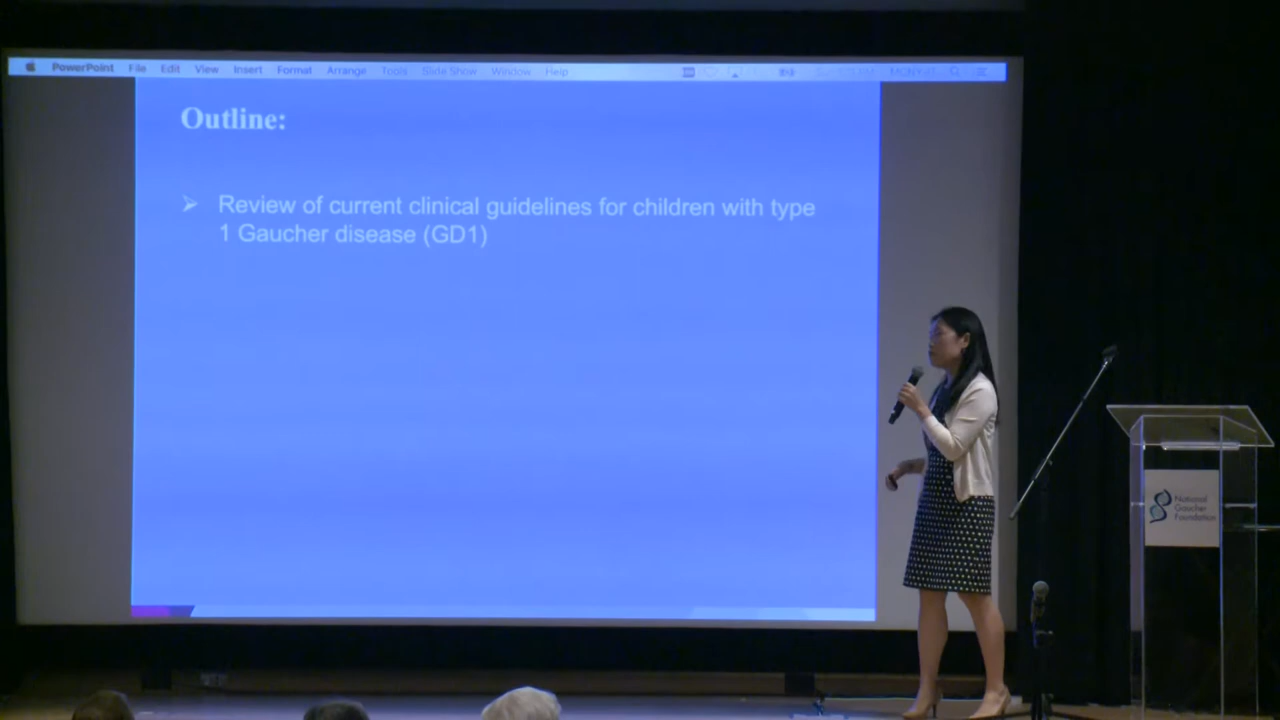 PowerPoint File Edit View Insert Format Arrange Tools Slide Show Window Help
Outline:
➢ Review of current clinical guidelines for children with type
1 Gaucher disease (GD1)
National
Gaucher
Foundation